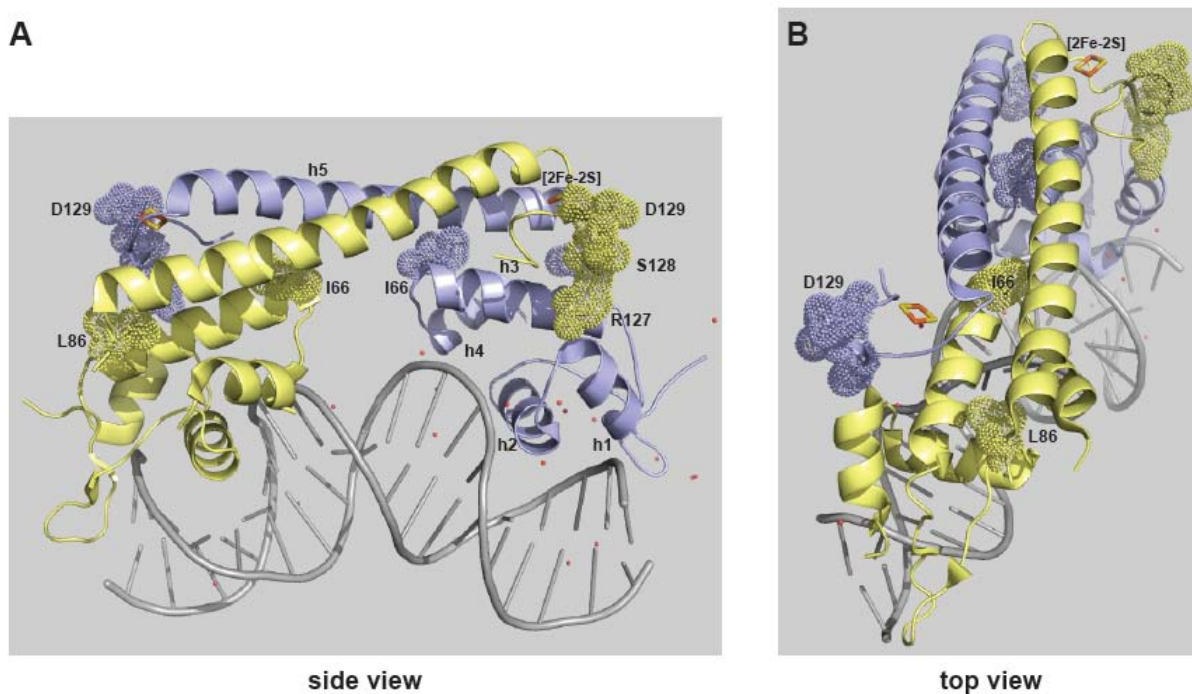 A
B
[2Fe-2S]
h5
[2Fe-2S]
D129
D129
h3
S128
I66
I66
D129
I66
R127
L86
h4
L86
h2
h1
side view
top view